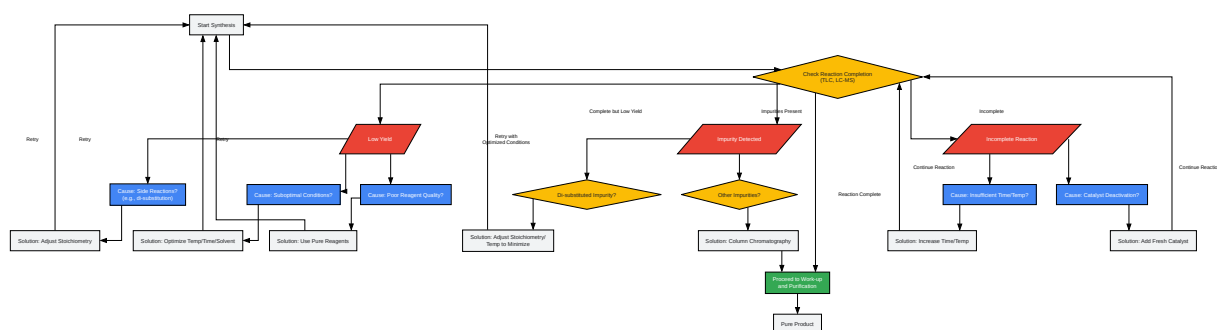 Start Synthesis
Check Reaction Completion
(TLC, LC-MS)
Complete but Low Yield
Impurities Present
Incomplete
Retry
Retry
Retry
Low Yield
Retry with
Optimized Conditions
Impurity Detected
Incomplete Reaction
Continue Reaction
Continue Reactio
Cause: Side Reactions?
(e.g., di-substitution)
Cause: Suboptimal Conditions?
Cause: Poor Reagent Quality?
Di-substituted Impurity?
Other Impurities?
Reaction Complete
Cause: Insufficient Time/Temp?
Cause: Catalyst Deactivation?
Solution: Adjust Stoichiometry
Solution: Optimize Temp/Time/Solvent
Solution: Use Pure Reagents
Solution: Adjust Stoichiometry/
Temp to Minimize
Solution: Column Chromatography
Solution: Increase Time/Temp
Solution: Add Fresh Catalyst
Proceed to Work-up
and Purification
Pure Product